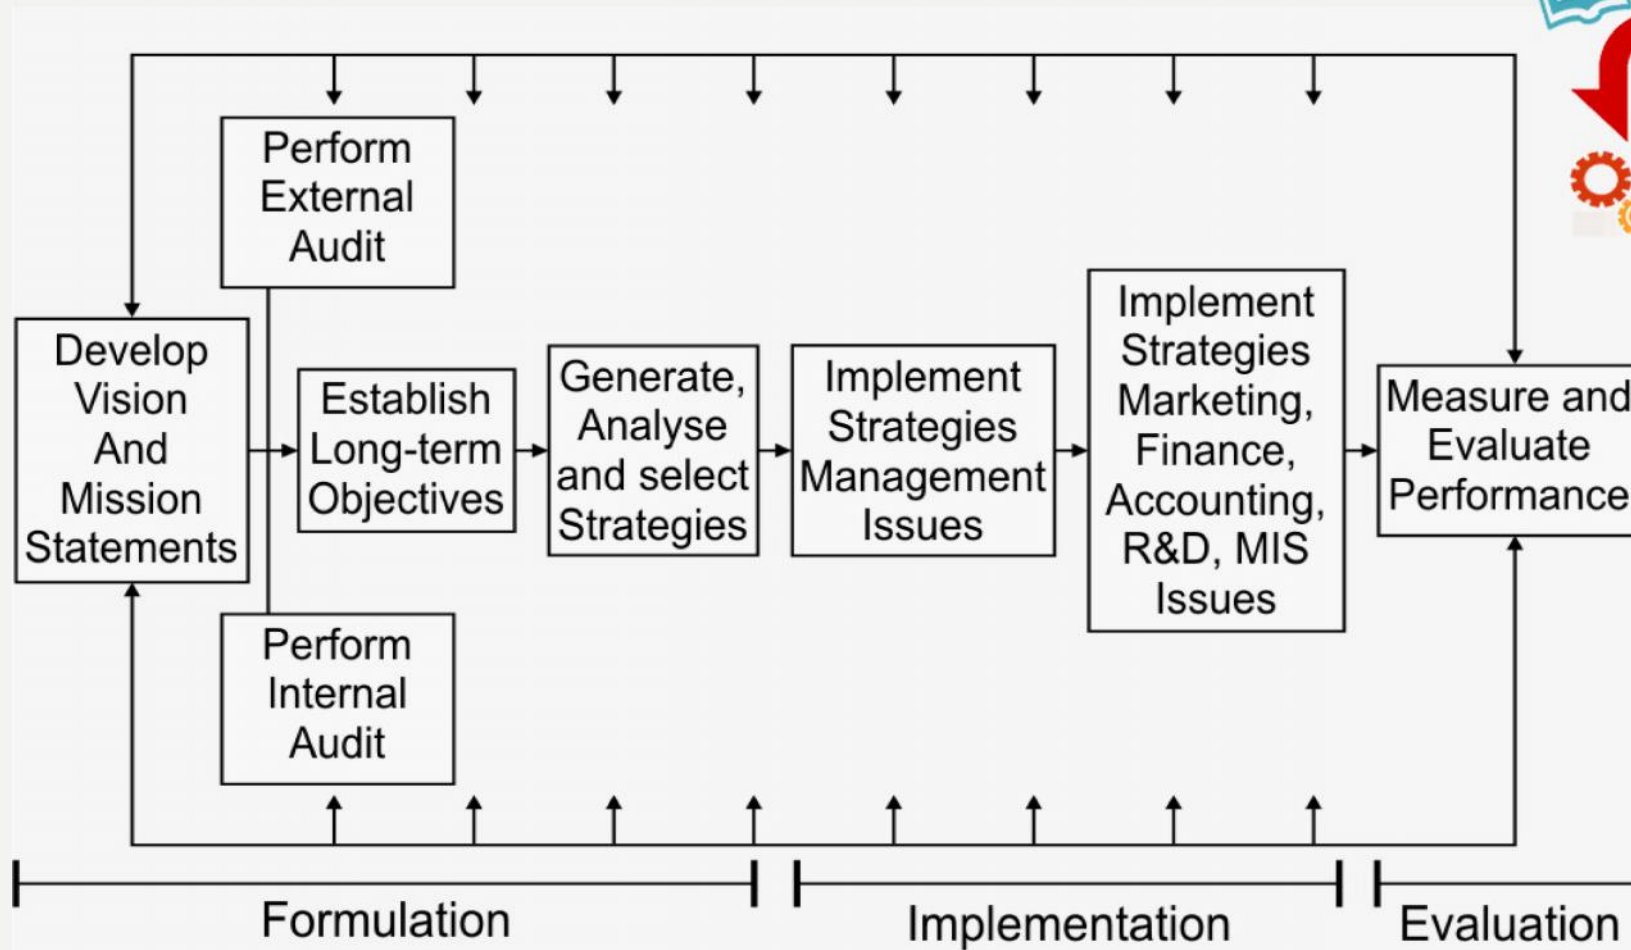 Perform
External
Audit
Develop
Vision
And
Mission
Statements
Establish
Long-term
Objectives
Generate,
Analyse
and select
Strategies
Implement
Strategies
Management
Issues
Implement
Strategies
Marketing,
Finance,
Accounting,
R&D, MIS
Issues
Measure and
Evaluate
Performance
Perform
Internal
Audit
Formulation
Implementation
Evaluation